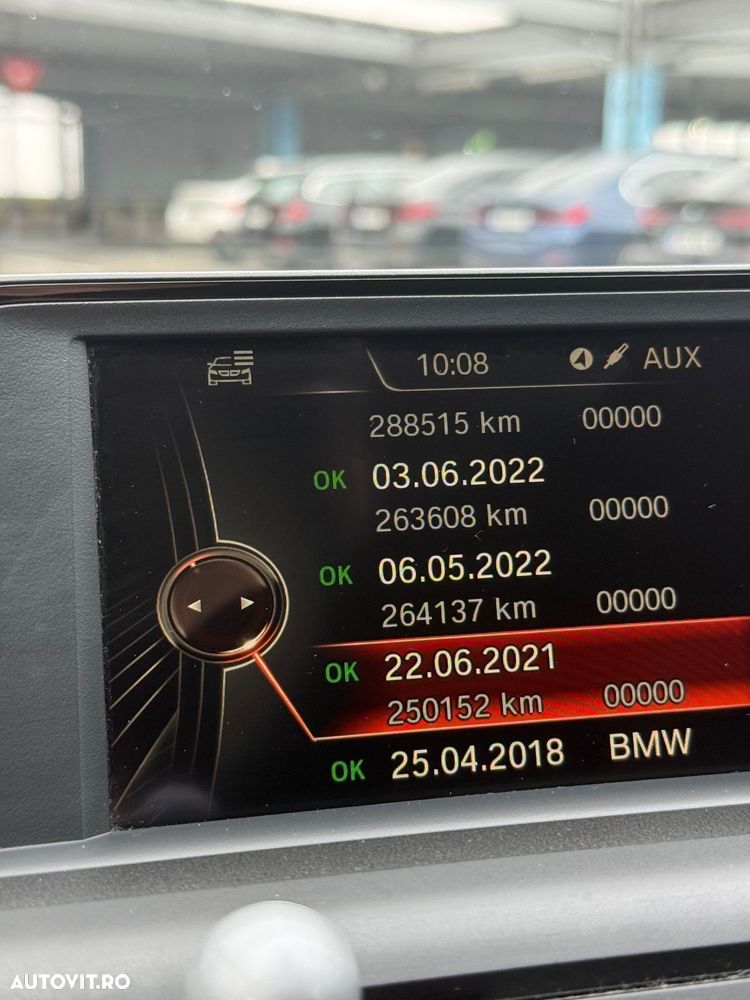 10:08 AUX
288515 km 00000
OK 03.06.2022
263608 km 00000
OK 06.05.2022
264137 km 00000
OK 22.06.2021
250152 km 00000
OK 25.04.2018 BMW
AUTOVIT.RO